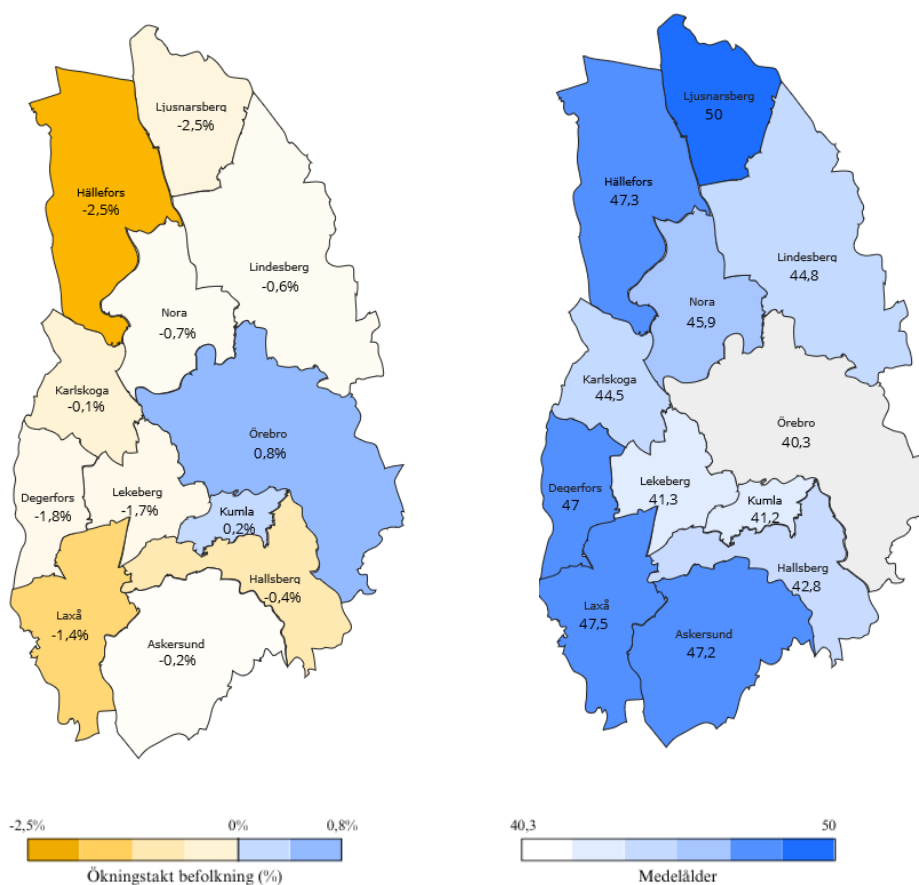 Ljusnarsberg
-2,5%
Hällefors
-2,5%
Lindesberg
-0,6%
Nora
-0,7%
Karlskoga
-0,1%
Örebro
0,8%
Degerfors
-1,8%
Lekeberg
-1,7%
Kumla
0,2%
Hallsberg
-0,4%
Laxå
-1,4%
Askersund
-0,2%
-2,5%
0%
0,8%
Ökningstakt befolkning (%)
Ljusnarsberg
50
Hällefors
47,3
Lindesberg
44,8
Nora
45,9
Karlskoga
44,5
Örebro
40,3
Degerfors
47
Lekeberg
41,3
Kumla
41,2
Hallsberg
42,8
Laxå
47,5
Askersund
47,2
40,3
50
Medelålder